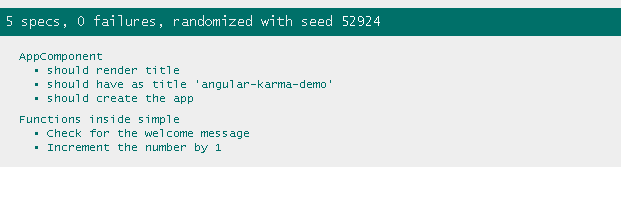 5 specs, 0 failures, randomized with seed 52924
AppComponent
• should render title
• should have as title 'angular-karma-demo'
• should create the app
Functions inside simple
• Check for the welcome message
• Increment the number by 1